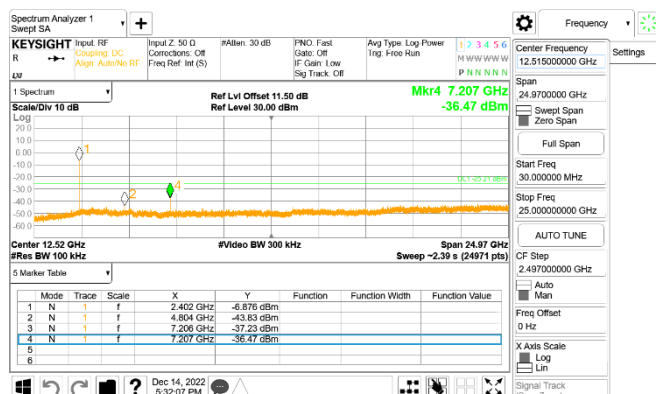 Spectrum Analyzer 1
Swept SA
Frequency
KEYSIGHT
R
LXI
Input: RF
Coupling: DC
Align: Auto/No RF
Input Z: 50 Ω
Corrections: Off
Freq Ref: Int (S)
#Atten: 30 dB
PNO: Fast
Gate: Off
IF Gain: Low
Sig Track: Off
Avg Type: Log-Power
Trig: Free Run
1 2 3 4 5 6
M W W W W W
P N N N N N
1 Spectrum
Scale/Div 10 dB
Ref Lvl Offset 11.50 dB
Ref Level 30.00 dBm
Mkr4 7.207 GHz
-36.47 dBm
Log
20.0
10.0
0.00
-10.0
-20.0
-30.0
-40.0
-50.0
-60.0
1
2
4
DL1 -25.21 dBm
Center 12.52 GHz
#Res BW 100 kHz
#Video BW 300 kHz
Span 24.97 GHz
Sweep ~2.39 s (24971 pts)
5 Marker Table
Mode Trace Scale X Y Function Function Width Function Value
1 N 1 f 2.402 GHz -6.876 dBm
2 N 1 f 4.804 GHz -43.83 dBm
3 N 1 f 7.206 GHz -37.23 dBm
4 N 1 f 7.207 GHz -36.47 dBm
5
6
Dec 14, 2022
5:32:07 PM
Center Frequency
12.515000000 GHz
Settings
Span
24.9700000 GHz
Swept Span
Zero Span
Full Span
Start Freq
30.000000 MHz
Stop Freq
25.000000000 GHz
AUTO TUNE
CF Step
2.497000000 GHz
Auto
Man
Freq Offset
0 Hz
X Axis Scale
Log
Lin
Signal Track